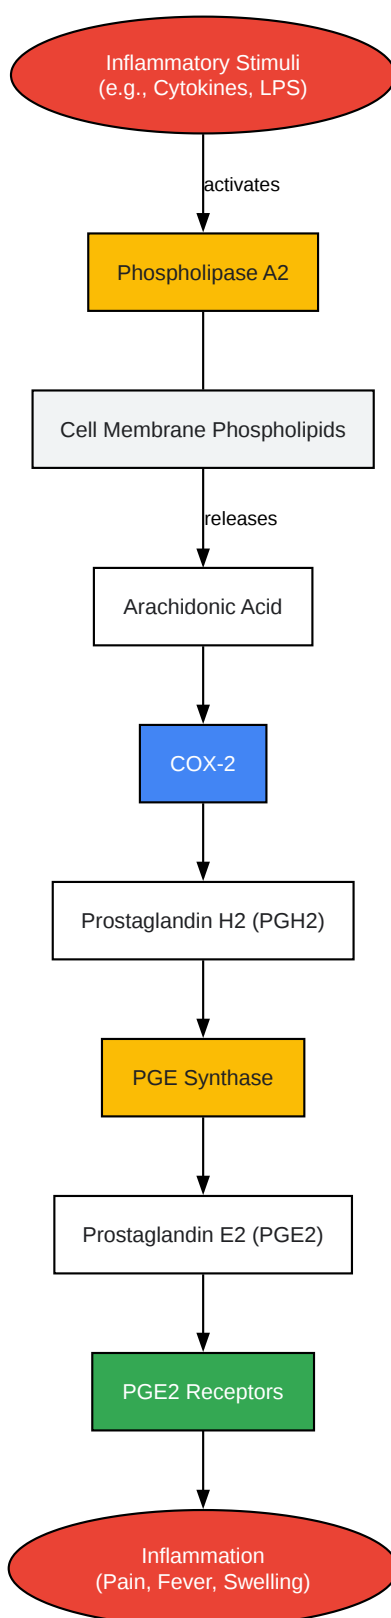 Inflammatory Stimuli
(e.g., Cytokines, LPS)
activates
Phospholipase A2
Cell Membrane Phospholipids
releases
Arachidonic Acid
COX-2
Prostaglandin H2 (PGH2)
PGE Synthase
Prostaglandin E2 (PGE2)
PGE2 Receptors
Inflammation
(Pain, Fever, Swelling)